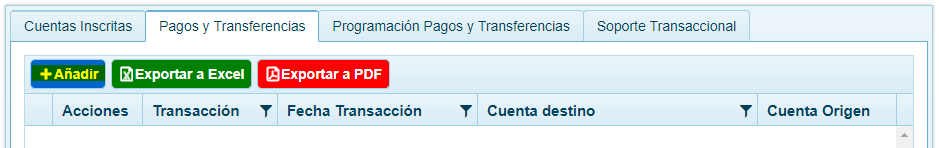 Cuentas Inscritas Pagos y Transferencias Programación Pagos y Transferencias Soporte Transaccional
Añadir Exportar a Excel Exportar a PDF
Acciones Transacción Fecha Transacción Cuenta destino Cuenta Origen